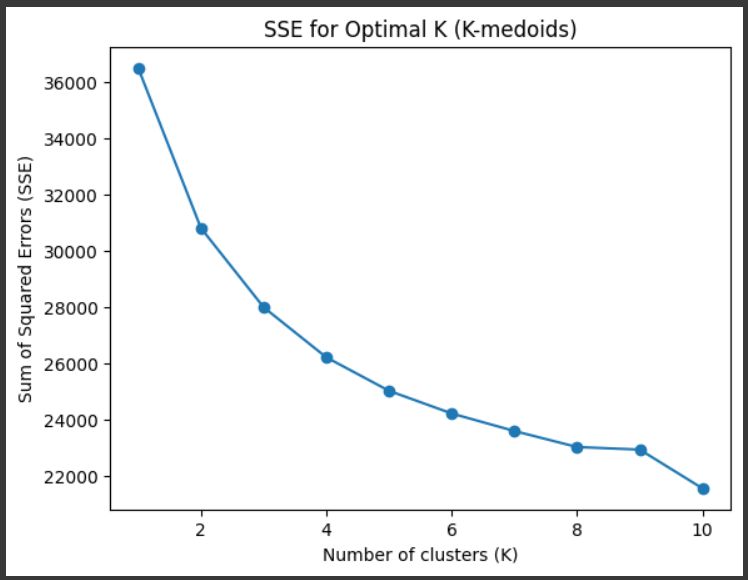 SSE for Optimal K (K-medoids)
Sum of Squared Errors (SSE)
36000
34000
32000
30000
28000
26000
24000
22000
2 4 6 8 10
Number of clusters (K)